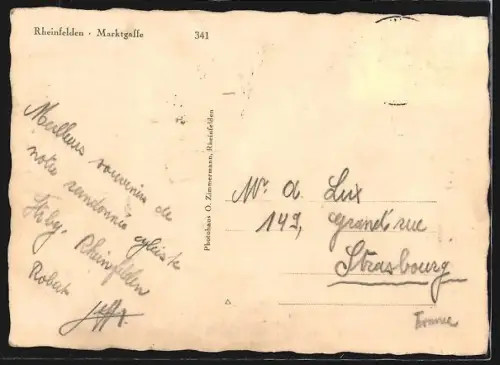 Rheinfelden · Marktgasse 341
Meilleurs souvenirs de
notre randonnée cycliste
Rheinfelden
Robert
Photohaus O. Zimmermann, Rheinfelden
Mr. a Lux
149, grand'rue
Strasbourg
France